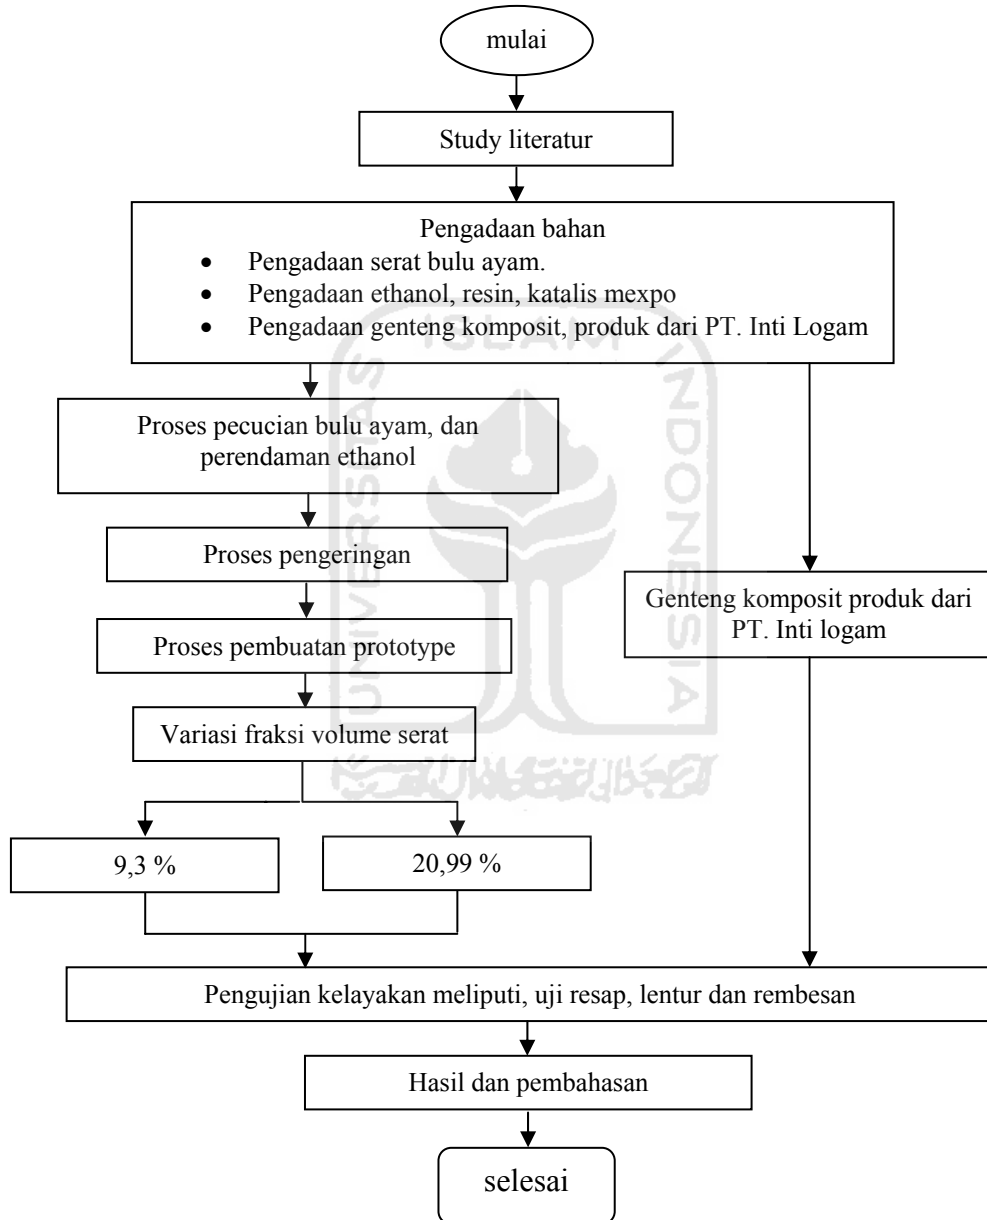 mulai
Study literatur
Pengadaan bahan
• Pengadaan serat bulu ayam.
• Pengadaan ethanol, resin, katalis mexpo
• Pengadaan genteng komposit, produk dari PT. Inti Logam
Proses pecucian bulu ayam, dan
perendaman ethanol
Proses pengeringan
Genteng komposit produk dari
PT. Inti logam
Proses pembuatan prototype
Variasi fraksi volume serat
9,3 %
20,99 %
Pengujian kelayakan meliputi, uji resap, lentur dan rembesan
Hasil dan pembahasan
selesai
UNIVERSITAS
ISLAM
INDONESIA